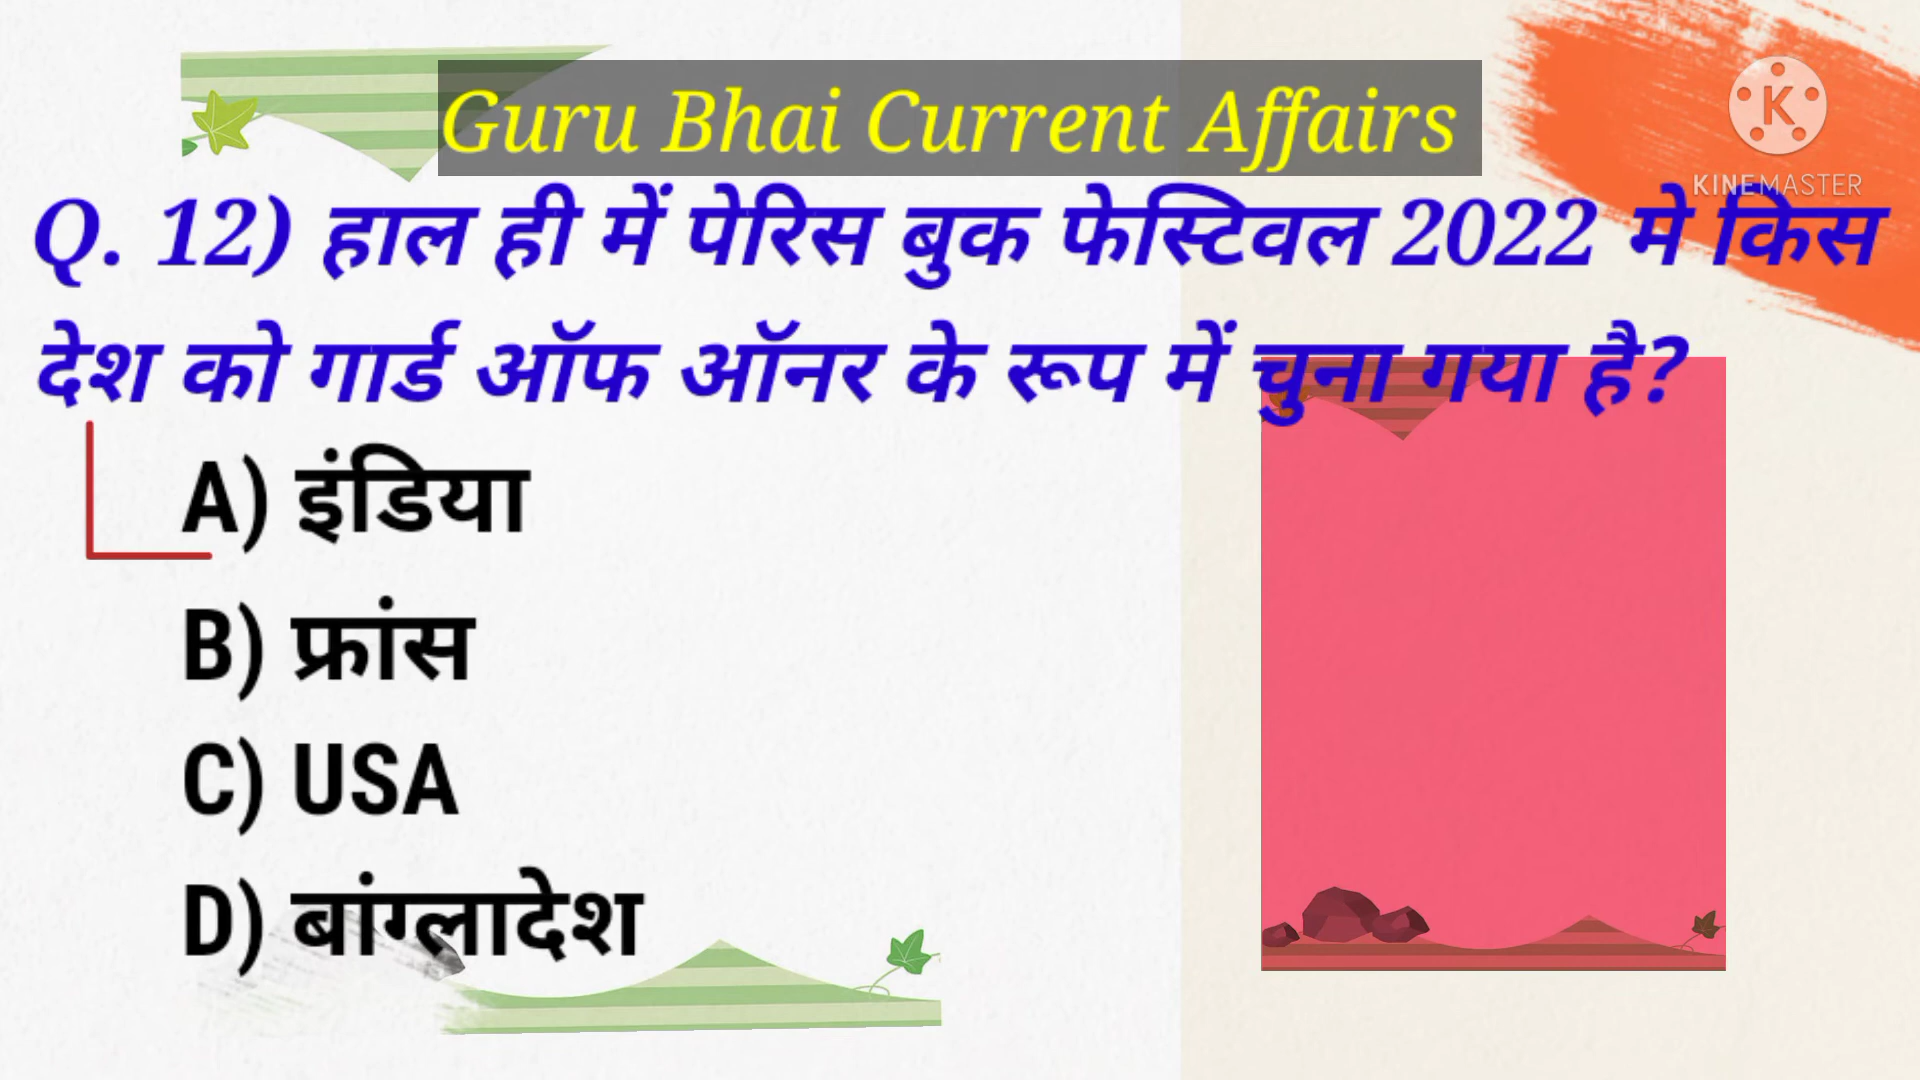 Guru Bhai Current Affairs
KINEMASTER
Q. 12) हाल ही में पेरिस बुक फेस्टिवल 2022 मे किस
देश को गार्ड ऑफ ऑनर के रूप में चुना गया है?
A) इंडिया
B) फ्रांस
C) USA
D) बांग्लादेश